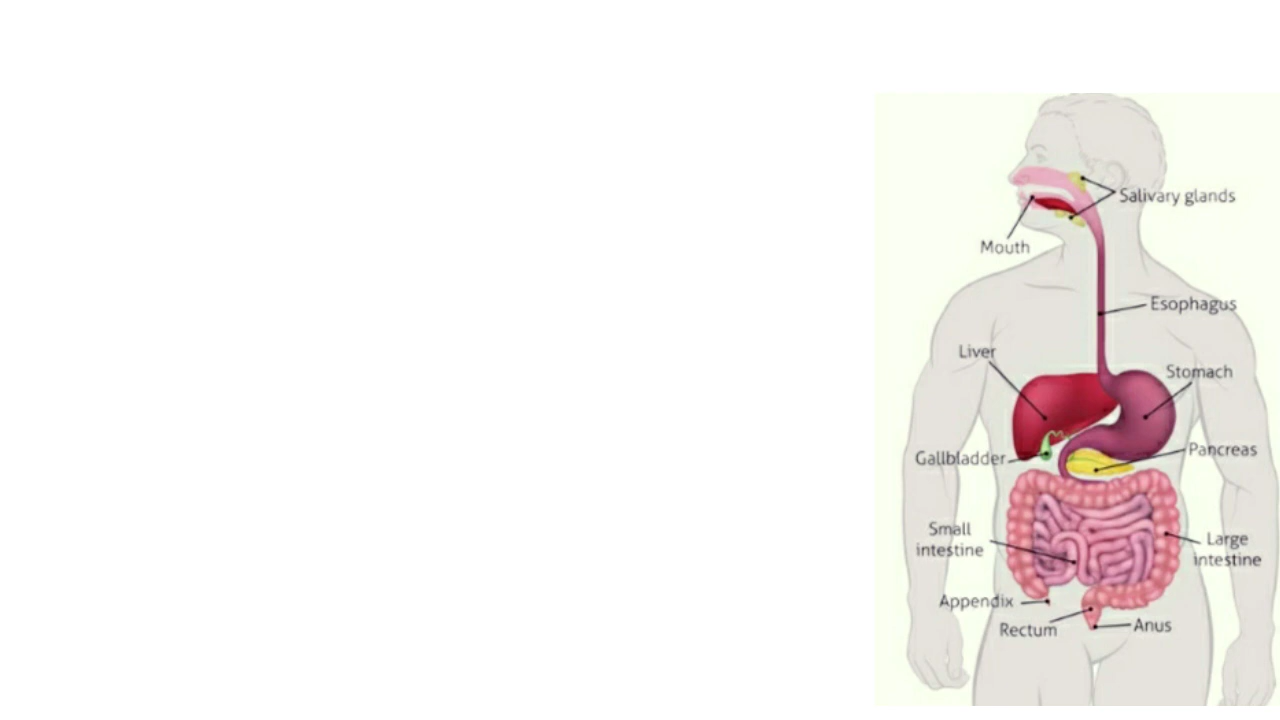 Salivary glands
Mouth
Esophagus
Liver
Stomach
Gallbladder
Pancreas
Small
intestine
Large
intestine
Appendix
Rectum
Anus